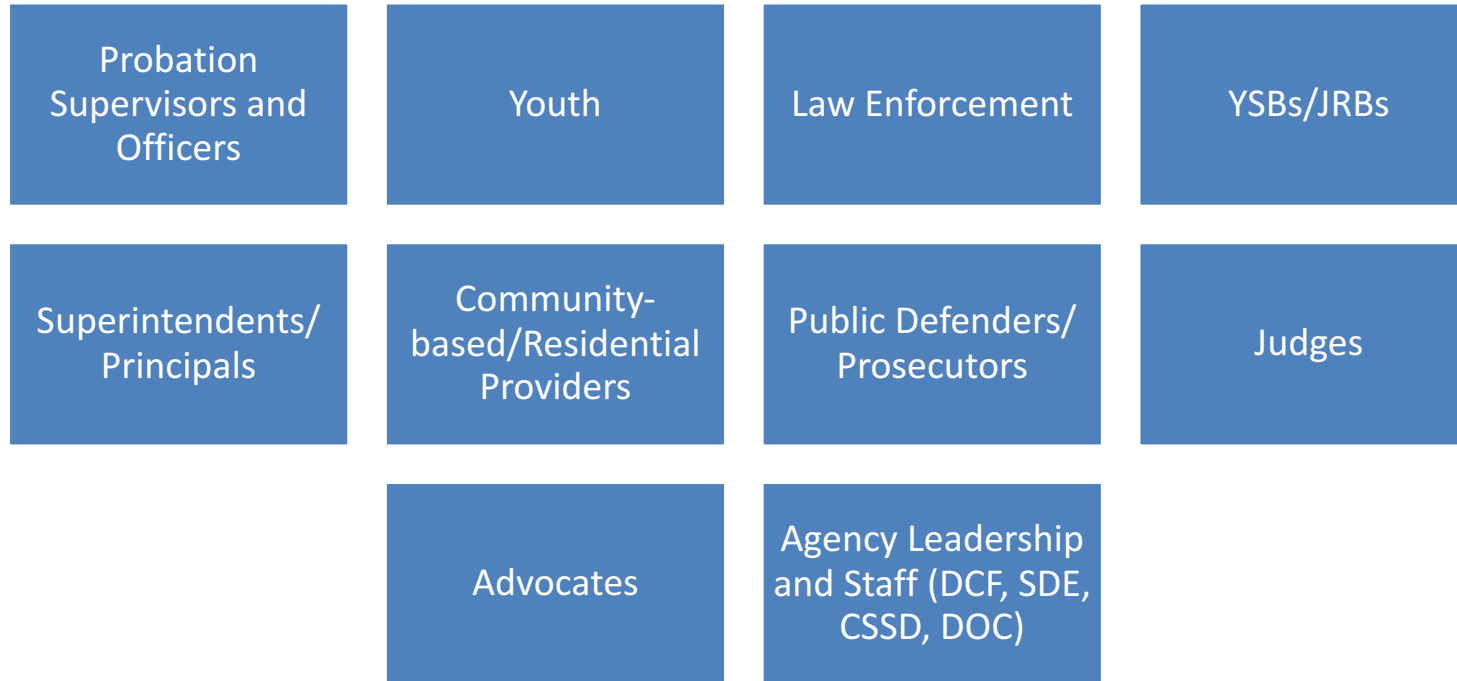 Probation
Supervisors and
Officers
Youth
Law Enforcement
YSBs/JRBs
Superintendents/
Principals
Community-
based/Residential
Providers
Public Defenders/
Prosecutors
Judges
Advocates
Agency Leadership
and Staff (DCF, SDE,
CSSD, DOC)